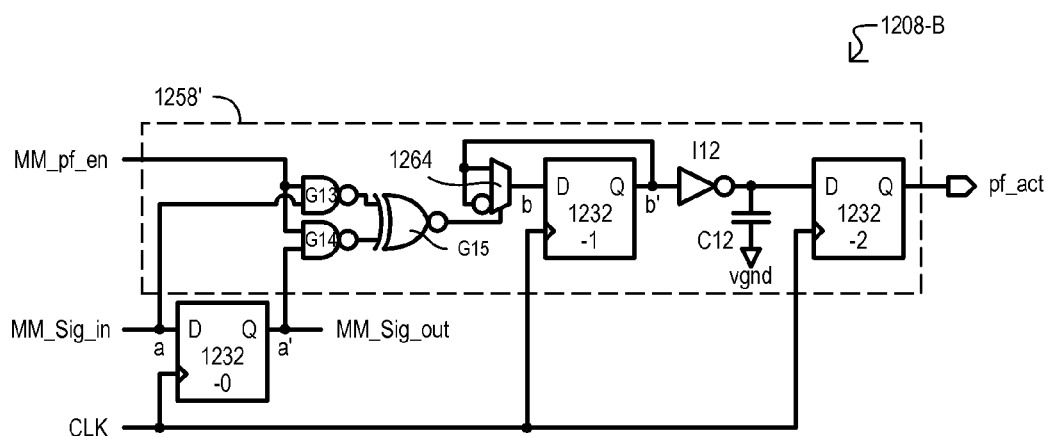 1208-B
1258'
MM_pf_en
1264
I12
G13
G14
G15
b
D Q
1232
-1
b'
C12
vgnd
D Q
1232
-2
pf_act
MM_Sig_in
a
D Q
1232
-0
a'
MM_Sig_out
CLK